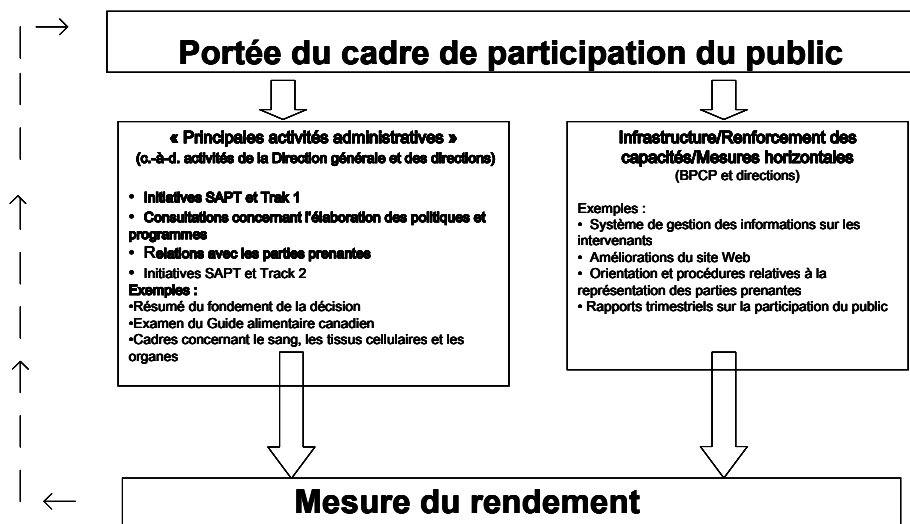 Portée du cadre de participation du public
« Principales activités administratives »
(c.-à-d. activités de la Direction générale et des directions)
• Initiatives SAPT et Trak 1
• Consultations concernant l'élaboration des politiques et
programmes
• Relations avec les parties prenantes
• Initiatives SAPT et Track 2
Exemples :
•Résumé du fondement de la décision
•Examen du Guide alimentaire canadien
•Cadres concernant le sang, les tissus cellulaires et les
organes
Infrastructure/Renforcement des
capacités/Mesures horizontales
(BPCP et directions)
Exemples :
• Système de gestion des informations sur les
intervenants
• Améliorations du site Web
• Orientation et procédures relatives à la
représentation des parties prenantes
• Rapports trimestriels sur la participation du public
Mesure du rendement